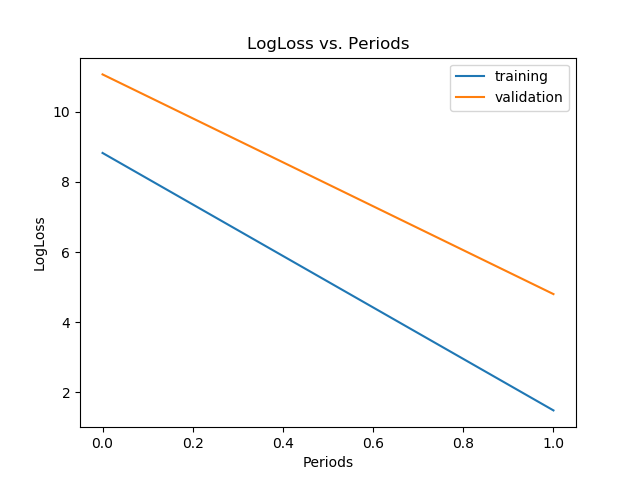 LogLoss vs. Periods
training
validation
LogLoss
10
8
6
4
2
0.0 0.2 0.4 0.6 0.8 1.0
Periods